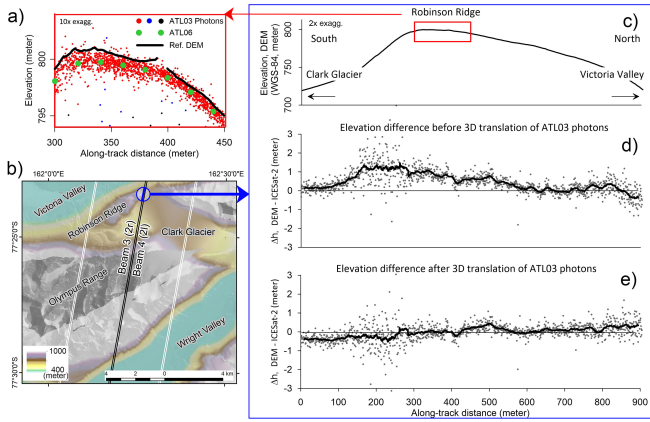 a)
10x exagg.
ATL03 Photons
ATL06
Ref. DEM
Elevation (meter)
800
795
300
350
400
450
Along-track distance (meter)
Robinson Ridge
c)
2x exagg.
South
North
Clark Glacier
Victoria Valley
Elevation, DEM
(WGS-84, meter)
800
750
700
Elevation difference before 3D translation of ATL03 photons
d)
Δh, DEM - ICESat-2 (meter)
3
2
1
0
-1
-2
-3
Elevation difference after 3D translation of ATL03 photons
e)
Δh, DEM - ICESat-2 (meter)
3
2
1
0
-1
-2
-3
0
100
200
300
400
500
600
700
800
900
Along-track distance (meter)
b)
162°0'0"E
162°30'0"E
77°25'0"S
77°30'0"S
Victoria Valley
Robinson Ridge
Clark Glacier
Beam 3 (2r)
Beam 4 (2l)
Olympus Range
Wright Valley
1000
400
(meter)
4
2
0
4 km